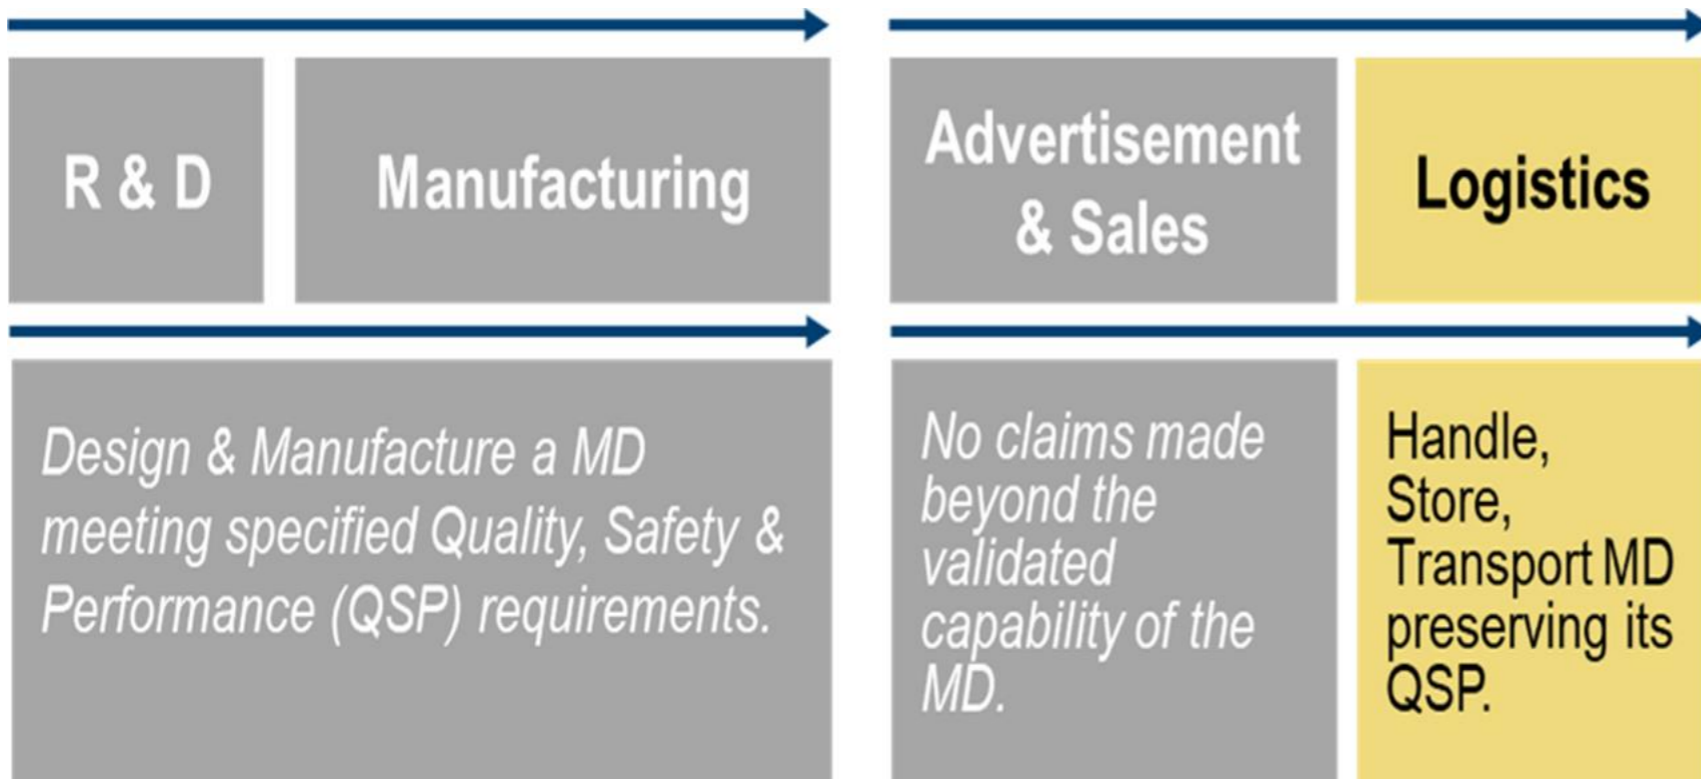 R & D
Manufacturing
Advertisement
& Sales
Logistics
Design & Manufacture a MD
meeting specified Quality, Safety &
Performance (QSP) requirements.
No claims made
beyond the
validated
capability of the
MD.
Handle,
Store,
Transport MD
preserving its
QSP.